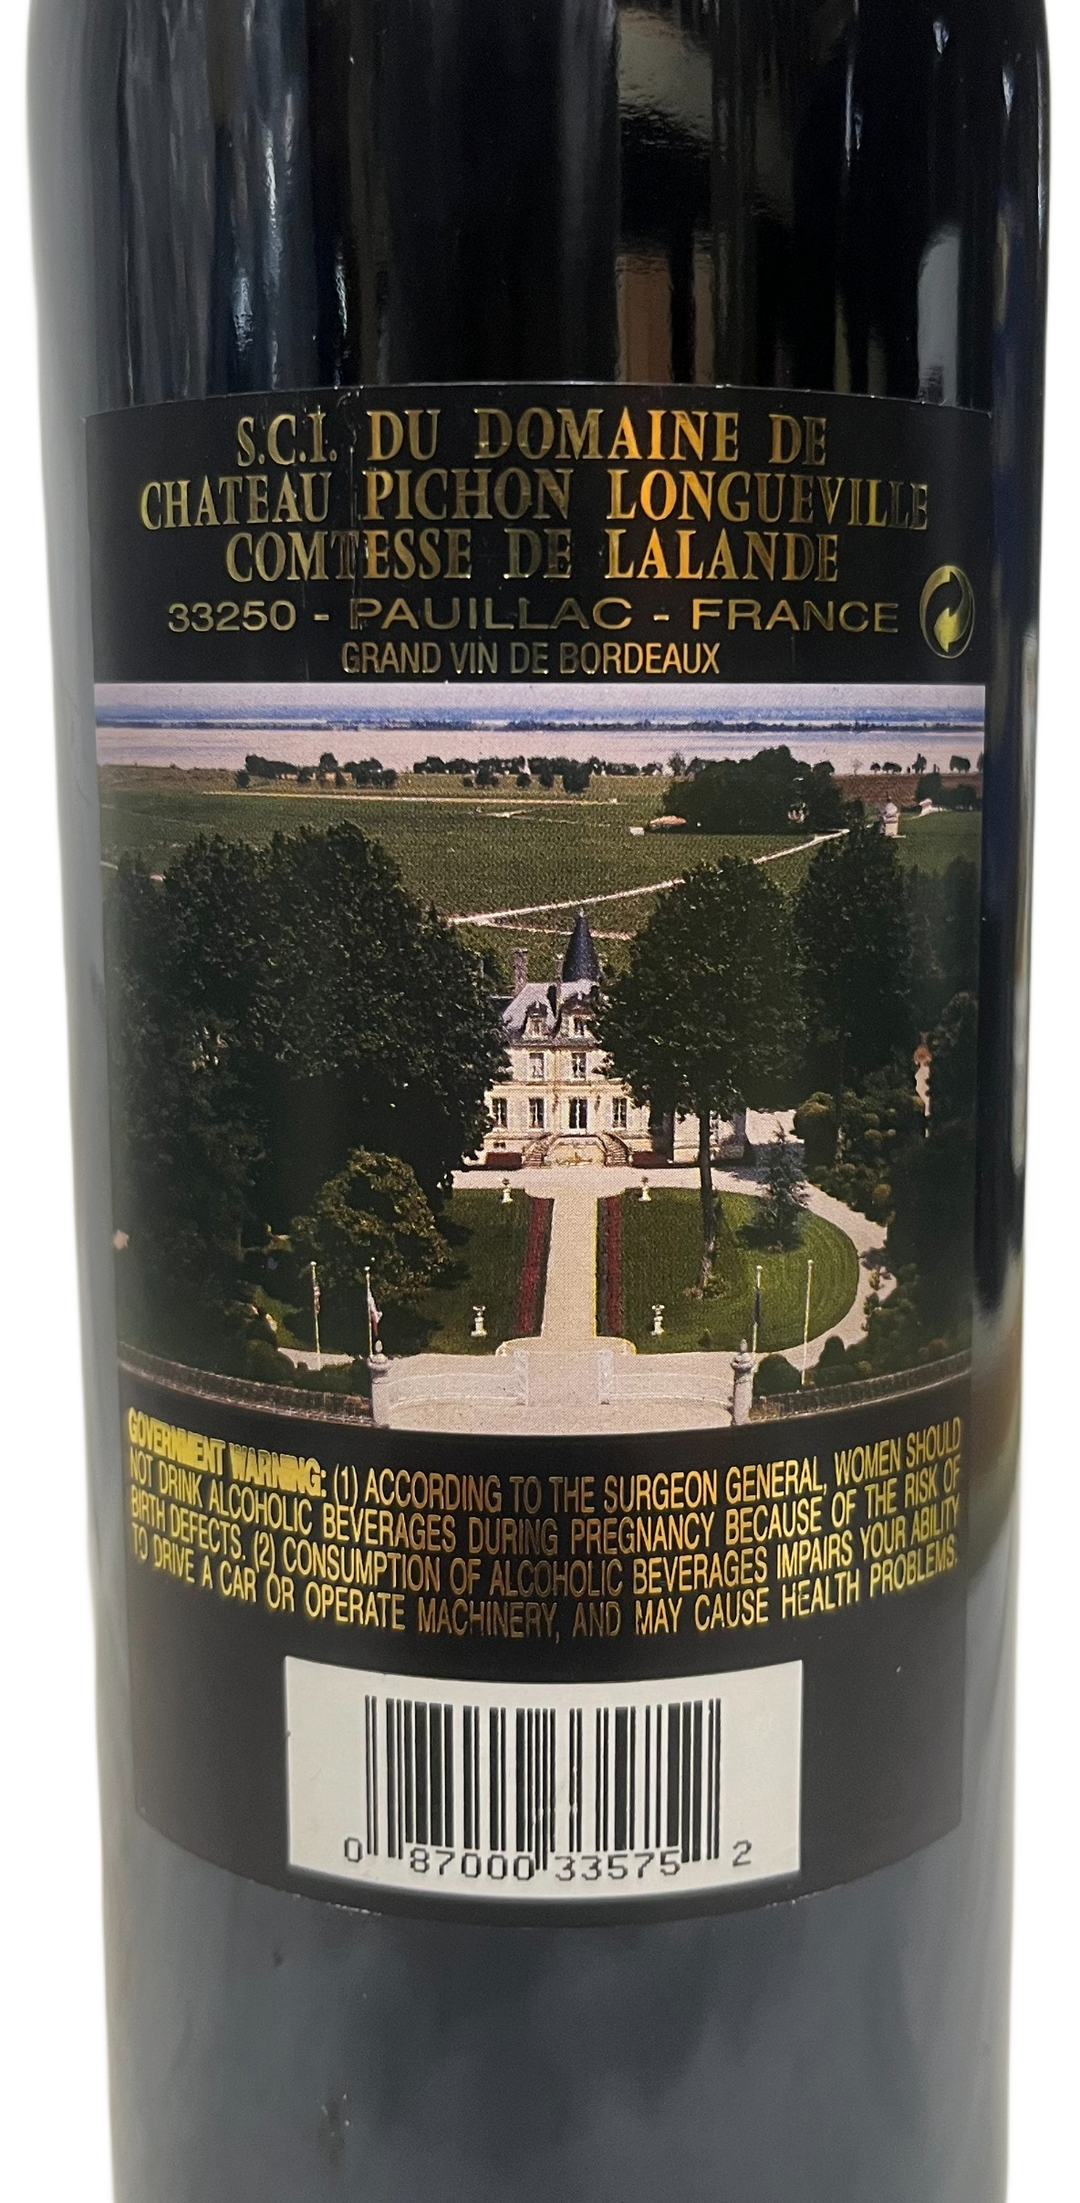 S.C.I. DU DOMAINE DE
CHATEAU PICHON LONGUEVILLE
COMTESSE DE LALANDE
33250 - PAUILLAC - FRANCE
GRAND VIN DE BORDEAUX
GOVERNMENT WARNING: (1) ACCORDING TO THE SURGEON GENERAL, WOMEN SHOULD
NOT DRINK ALCOHOLIC BEVERAGES DURING PREGNANCY BECAUSE OF THE RISK OF
BIRTH DEFECTS. (2) CONSUMPTION OF ALCOHOLIC BEVERAGES IMPAIRS YOUR ABILITY
TO DRIVE A CAR OR OPERATE MACHINERY, AND MAY CAUSE HEALTH PROBLEMS.
0 87000 33575 2